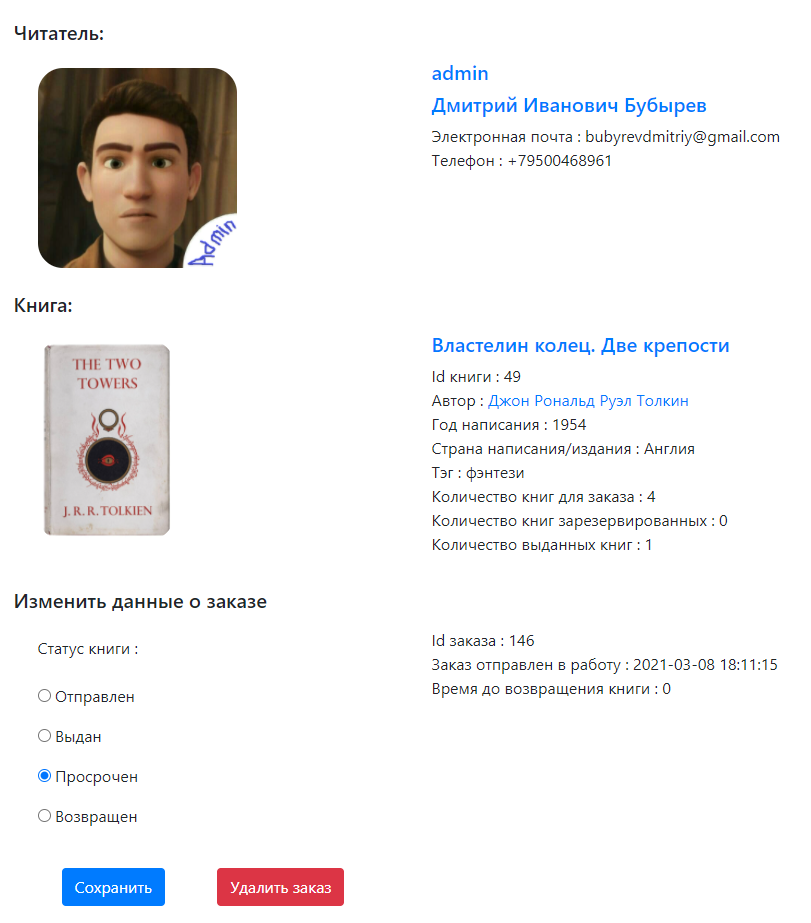 Читатель:
Admin
admin
Дмитрий Иванович Бубырев
Электронная почта : bubyrevdmitriy@gmail.com
Телефон : +79500468961
Книга:
THE TWO
TOWERS
J. R. R. TOLKIEN
Властелин колец. Две крепости
Id книги : 49
Автор : Джон Рональд Руэл Толкин
Год написания : 1954
Страна написания/издания : Англия
Тэг : фэнтези
Количество книг для заказа : 4
Количество книг зарезервированных : 0
Количество выданных книг : 1
Изменить данные о заказе
Статус книги :
Отправлен
Выдан
Просрочен
Возвращен
Id заказа : 146
Заказ отправлен в работу : 2021-03-08 18:11:15
Время до возвращения книги : 0
Сохранить
Удалить заказ